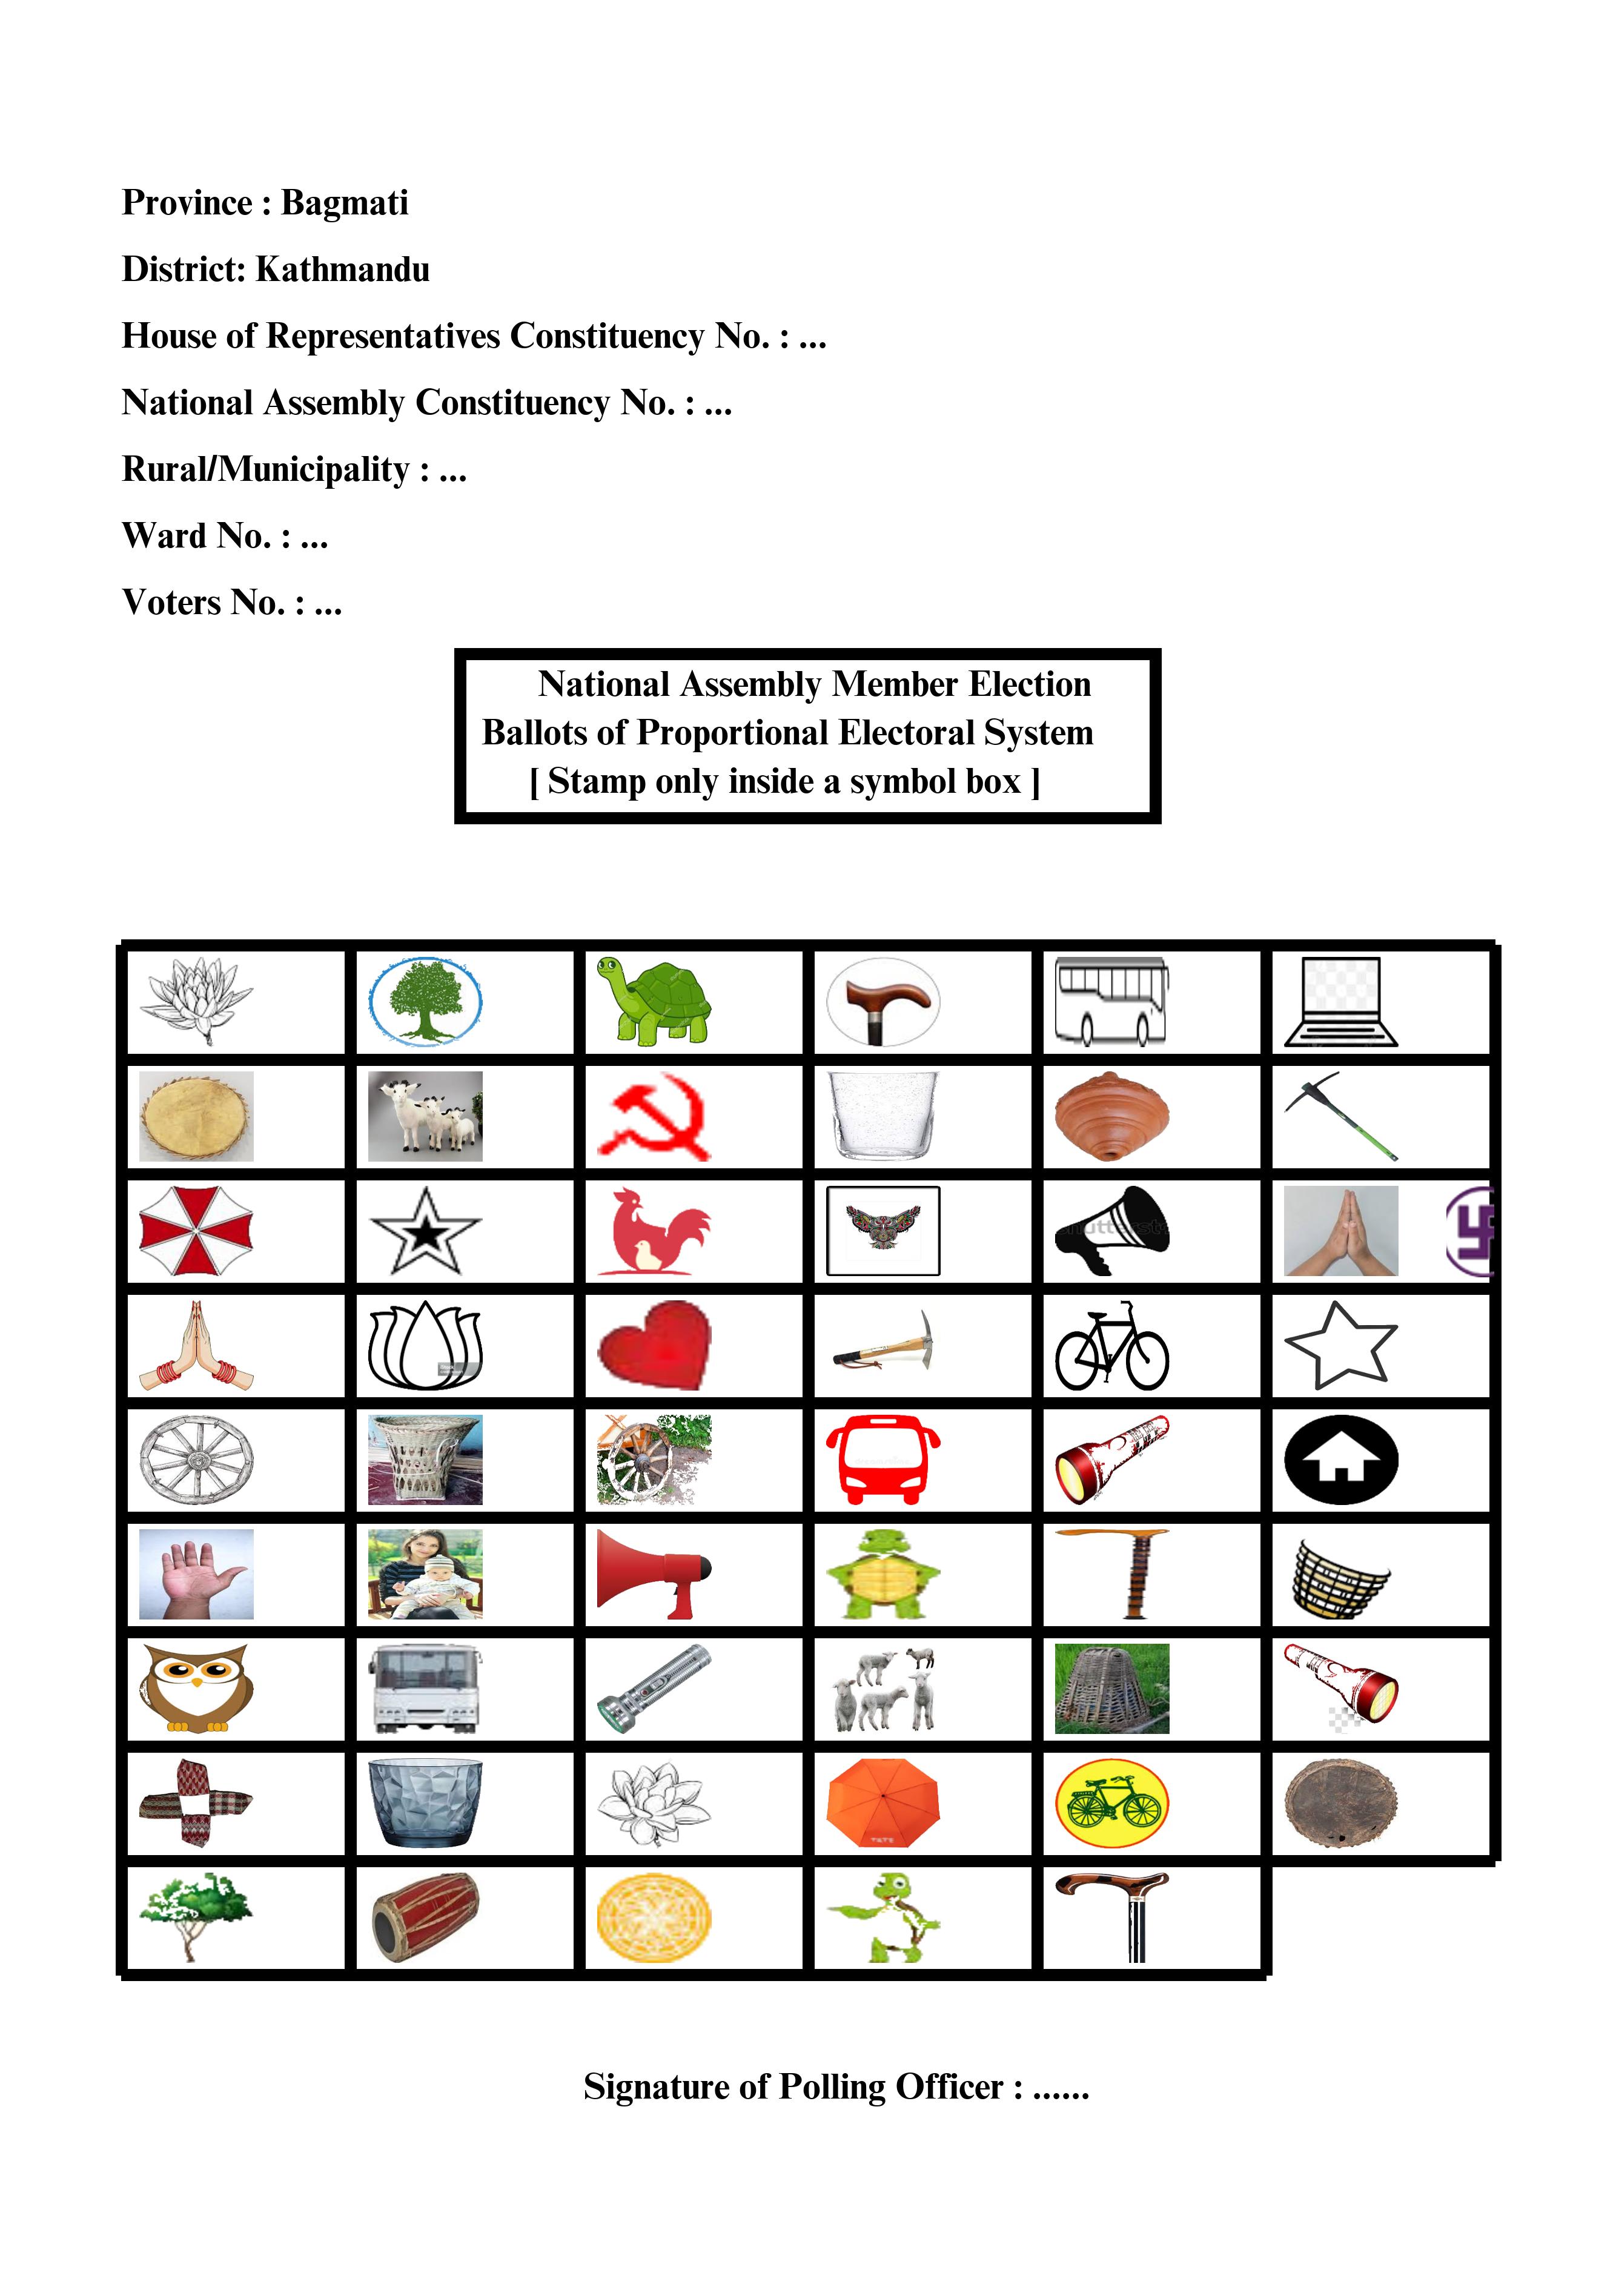 Province : Bagmati
District: Kathmandu
House of Representatives Constituency No. : ...
National Assembly Constituency No. : ...
Rural/Municipality : ...
Ward No. : ...
Voters No. : ...
National Assembly Member Election
Ballots of Proportional Electoral System
[ Stamp only inside a symbol box ]
Signature of Polling Officer : ......